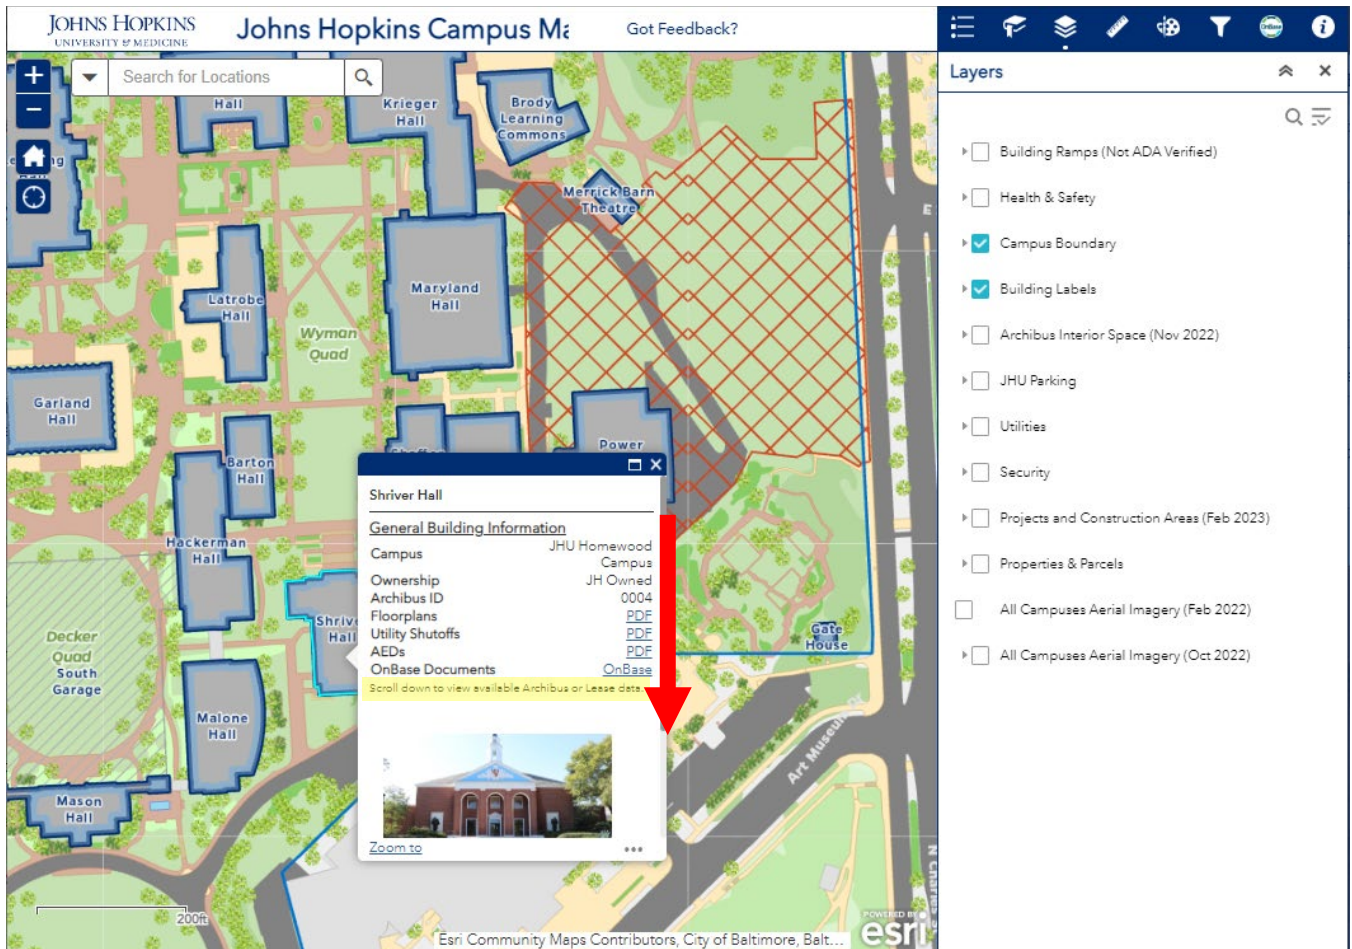 JOHNS HOPKINS
UNIVERSITY & MEDICINE
Johns Hopkins Campus Ma
Got Feedback?
Search for Locations
Hall
Krieger
Hall
Brody
Learning
Commons
Merrick Barn
Theatre
Maryland
Hall
Latrobe
Hall
Wyman
Quad
Garland
Hall
Barton
Hall
Power
Hackerman
Hall
Decker
Quad
South
Garage
Malone
Hall
Mason
Hall
Shriv
Hall
Gate
House
Art Museum
200ft
Shriver Hall
General Building Information
Campus JHU Homewood
Campus
Ownership JH Owned
Archibus ID 0004
Floorplans PDF
Utility Shutoffs PDF
AEDs PDF
OnBase Documents OnBase
Scroll down to view available Archibus or Lease data.
Zoom to
Esri Community Maps Contributors, City of Baltimore, Balt...
POWERED BY
esri
OnBase
Layers
Building Ramps (Not ADA Verified)
Health & Safety
Campus Boundary
Building Labels
Archibus Interior Space (Nov 2022)
JHU Parking
Utilities
Security
Projects and Construction Areas (Feb 2023)
Properties & Parcels
All Campuses Aerial Imagery (Feb 2022)
All Campuses Aerial Imagery (Oct 2022)